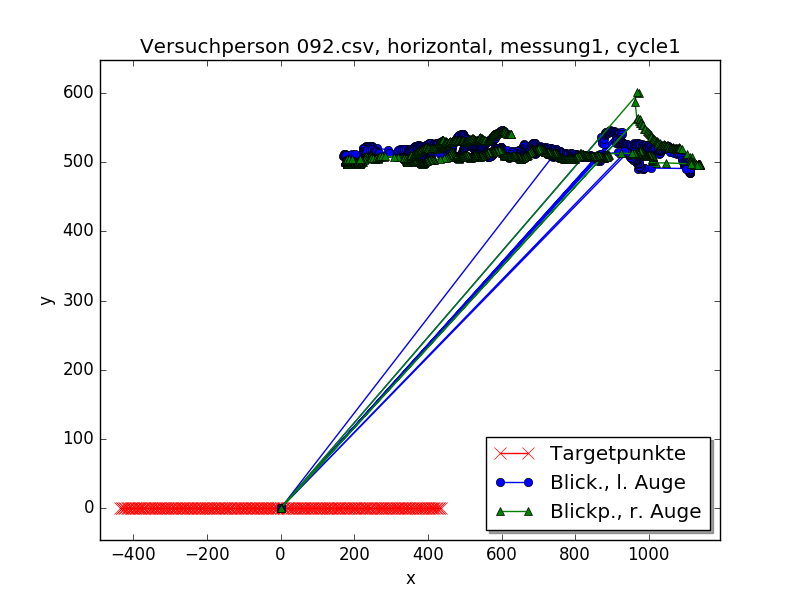 Versuchperson 092.csv, horizontal, messung1, cycle1
y
600
500
400
300
200
100
0
−400 −200 0 200 400 600 800 1000
x
Targetpunkte
Blick., l. Auge
Blickp., r. Auge